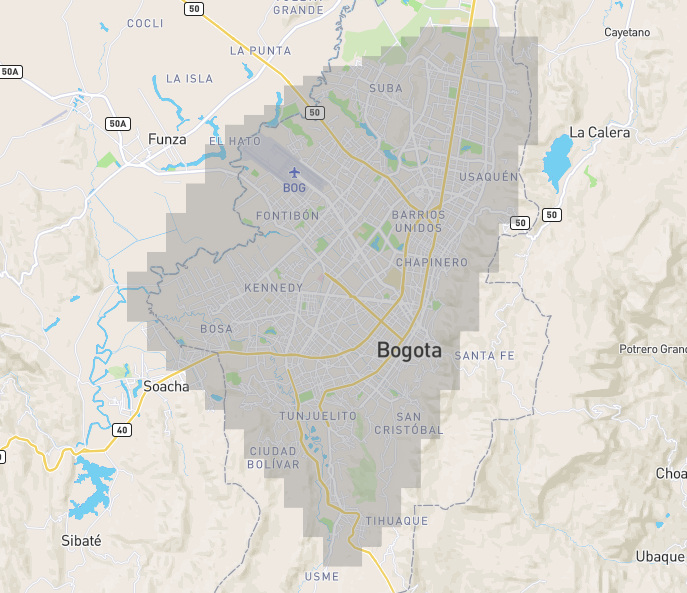 GRANDE
50
COCLI
Cayetano
LA PUNTA
50A
LA ISLA
SUBA
50
50A
Funza
EL HATO
La Calera
USAQUÉN
BOG
FONTIBÓN
BARRIOS
UNIDOS
50
50
CHAPINERO
KENNEDY
BOSA
Bogota
SANTA FE
Potrero Grand
Soacha
TUNJUELITO
SAN
CRISTÓBAL
40
CIUDAD
BOLÍVAR
Choa
TIHUAQUE
Sibaté
Ubaque
USME